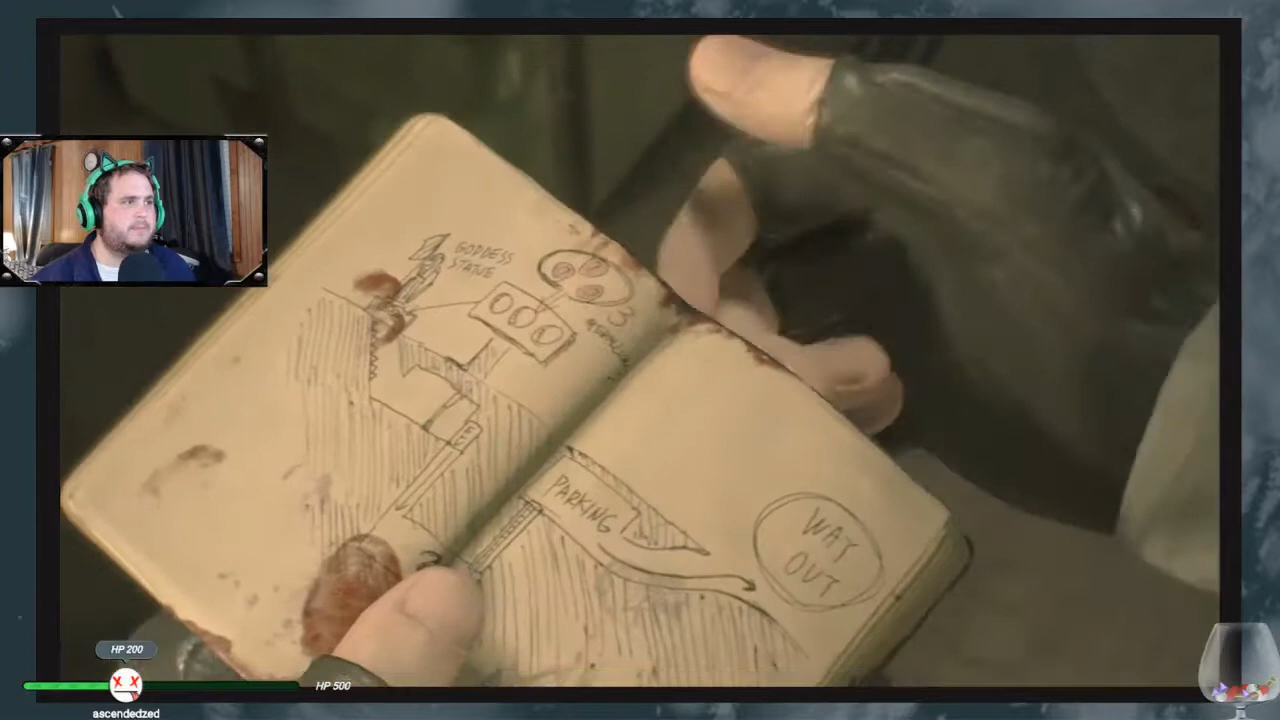 GODDESS
STATUE
3
PARKING
WAY
OUT
HP 200
HP 500
ascendedzed